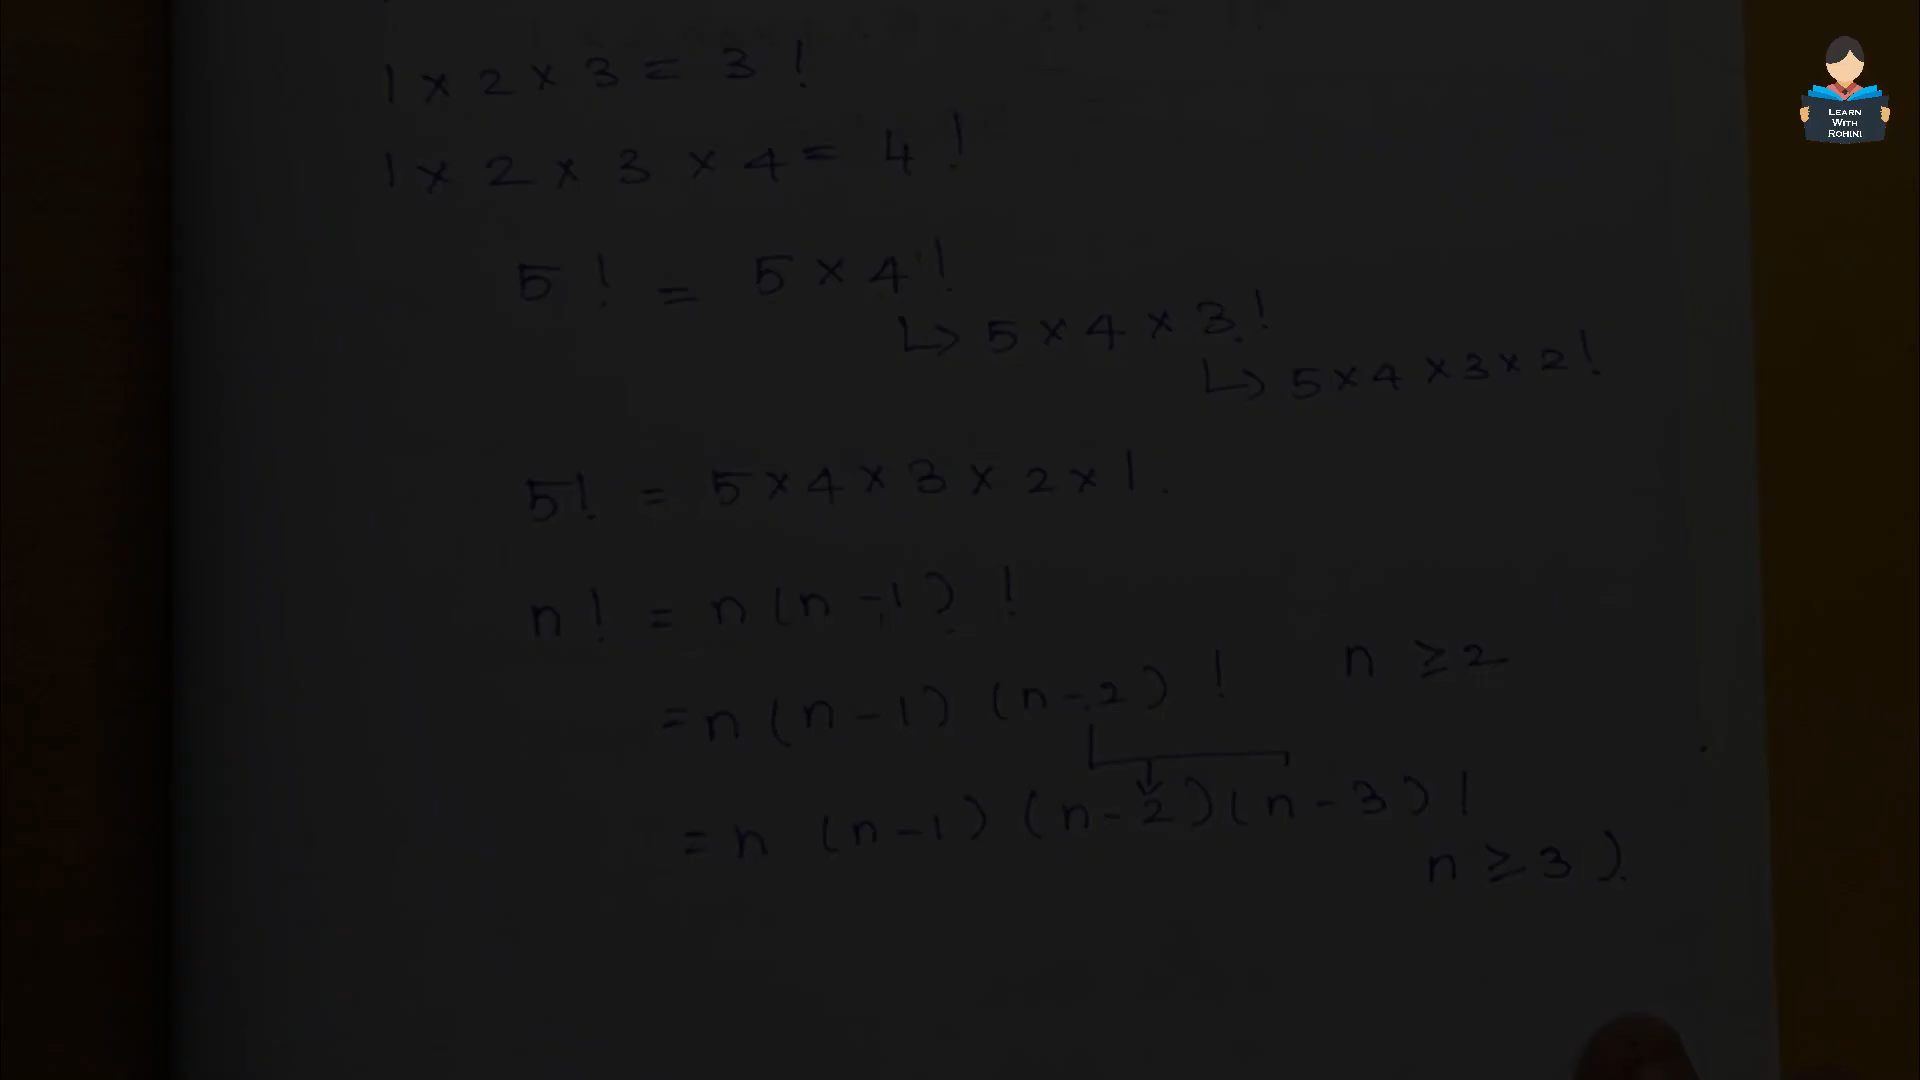 1 × 2 × 3 = 3 !
1 × 2 × 3 × 4 = 4 !
5 ! = 5 × 4 !
↳ 5 × 4 × 3 !
↳ 5 × 4 × 3 × 2 !
5! = 5 × 4 × 3 × 2 × 1 .
n ! = n (n - 1) !
= n (n - 1) (n - 2) ! n ≥ 2
= n (n - 1) (n - 2) (n - 3) !
n ≥ 3 ).
LEARN
WITH
ROHINI